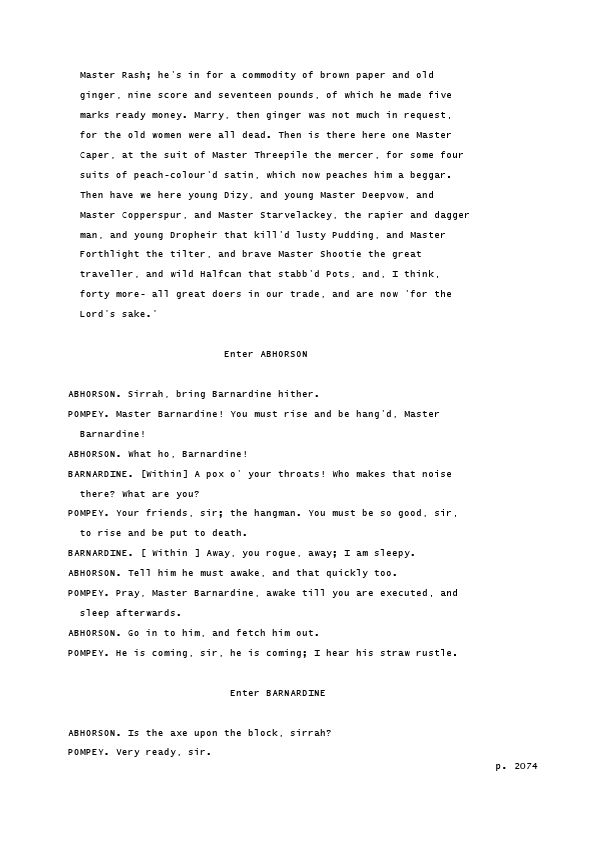 Master Rash; he's in for a commodity of brown paper and old
ginger, nine score and seventeen pounds, of which he made five
marks ready money. Marry, then ginger was not much in request,
for the old women were all dead. Then is there here one Master
Caper, at the suit of Master Threepile the mercer, for some four
suits of peach-colour'd satin, which now peaches him a beggar.
Then have we here young Dizy, and young Master Deepvow, and
Master Copperspur, and Master Starvelackey, the rapier and dagger
man, and young Dropheir that kill'd lusty Pudding, and Master
Forthlight the tilter, and brave Master Shootie the great
traveller, and wild Halfcan that stabb'd Pots, and, I think,
forty more- all great doers in our trade, and are now 'for the
Lord's sake.'
Enter ABHORSON
ABHORSON. Sirrah, bring Barnardine hither.
POMPEY. Master Barnardine! You must rise and be hang'd, Master
Barnardine!
ABHORSON. What ho, Barnardine!
BARNARDINE. [Within] A pox o' your throats! Who makes that noise
there? What are you?
POMPEY. Your friends, sir; the hangman. You must be so good, sir,
to rise and be put to death.
BARNARDINE. [ Within ] Away, you rogue, away; I am sleepy.
ABHORSON. Tell him he must awake, and that quickly too.
POMPEY. Pray, Master Barnardine, awake till you are executed, and
sleep afterwards.
ABHORSON. Go in to him, and fetch him out.
POMPEY. He is coming, sir, he is coming; I hear his straw rustle.
Enter BARNARDINE
ABHORSON. Is the axe upon the block, sirrah?
POMPEY. Very ready, sir.
p. 2074